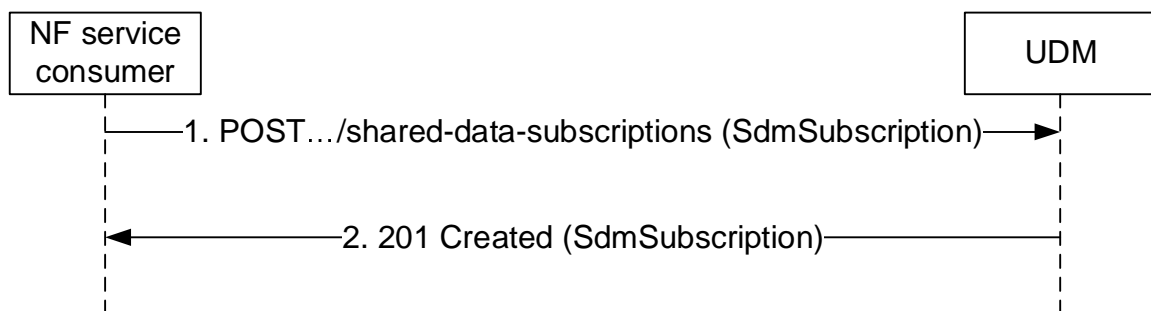 NF service
consumer
UDM
1. POST…/shared-data-subscriptions (SdmSubscription)
2. 201 Created (SdmSubscription)